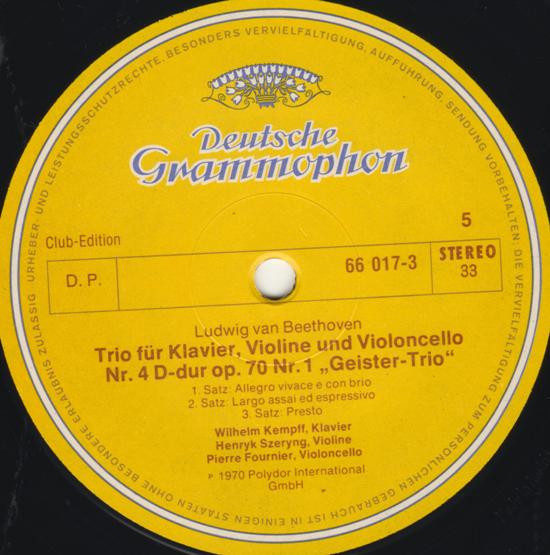 URHEBER- UND LEISTUNGSSCHUTZRECHTE, BESONDERS VERVIELFÄLTIGUNG, AUFFÜHRUNG, SENDUNG VORBEHALTEN; DIE VERVIELFÄLTIGUNG ZUM PERSÖNLICHEN GEBRAUCH IST IN EINIGEN STAATEN OHNE BESONDERE ERLAUBNIS ZULÄSSIG
Deutsche
Grammophon
Club-Edition
5
D. P.
66 017-3
STEREO
33
Ludwig van Beethoven
Trio für Klavier, Violine und Violoncello
Nr. 4 D-dur op. 70 Nr. 1 „Geister-Trio“
1. Satz: Allegro vivace e con brio
2. Satz: Largo assai ed espressivo
3. Satz: Presto
Wilhelm Kempff, Klavier
Henryk Szeryng, Violine
Pierre Fournier, Violoncello
℗ 1970 Polydor International
GmbH